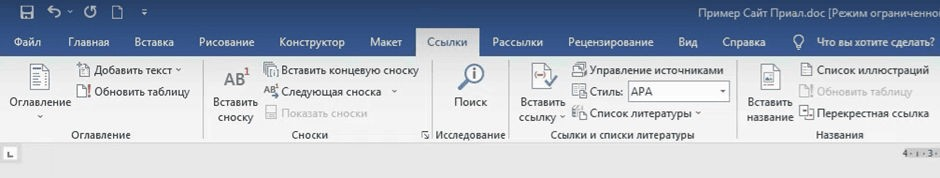 Пример Сайт Приал.doc [Режим ограниченно
Файл Главная Вставка Рисование Конструктор Макет Ссылки Рассылки Рецензирование Вид Справка Что вы хотите сделать?
Оглавление
Добавить текст
Обновить таблицу
Оглавление
AB1
Вставить сноску
Вставить концевую сноску
AB1 Следующая сноска
Показать сноски
Сноски
Поиск
Исследование
Вставить ссылку
Управление источниками
Стиль: APA
Список литературы
Ссылки и списки литературы
Вставить название
Список иллюстраций
Обновить таблицу
Перекрестная ссылка
Названия
4 · ı · 3 ·